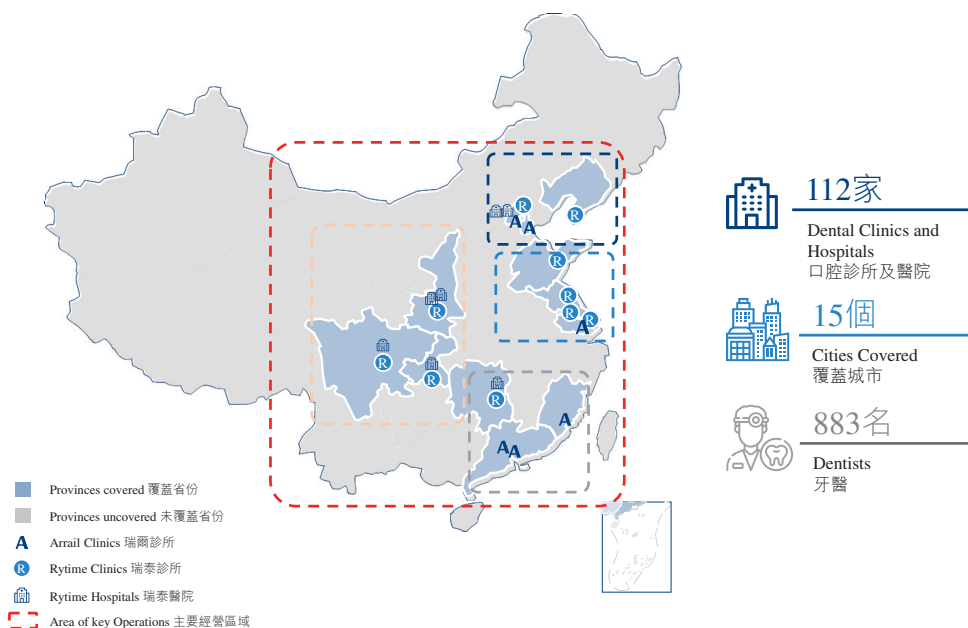 112家
Dental Clinics and
Hospitals
口腔診所及醫院
15個
Cities Covered
覆蓋城市
883名
Dentists
牙醫
Provinces covered 覆蓋省份
Provinces uncovered 未覆蓋省份
A Arrail Clinics 瑞爾診所
R Rytime Clinics 瑞泰診所
Rytime Hospitals 瑞泰醫院
Area of key Operations 主要經營區域
R
A
A
R
R
R
R
R
A
R
R
R
R
A
A
A